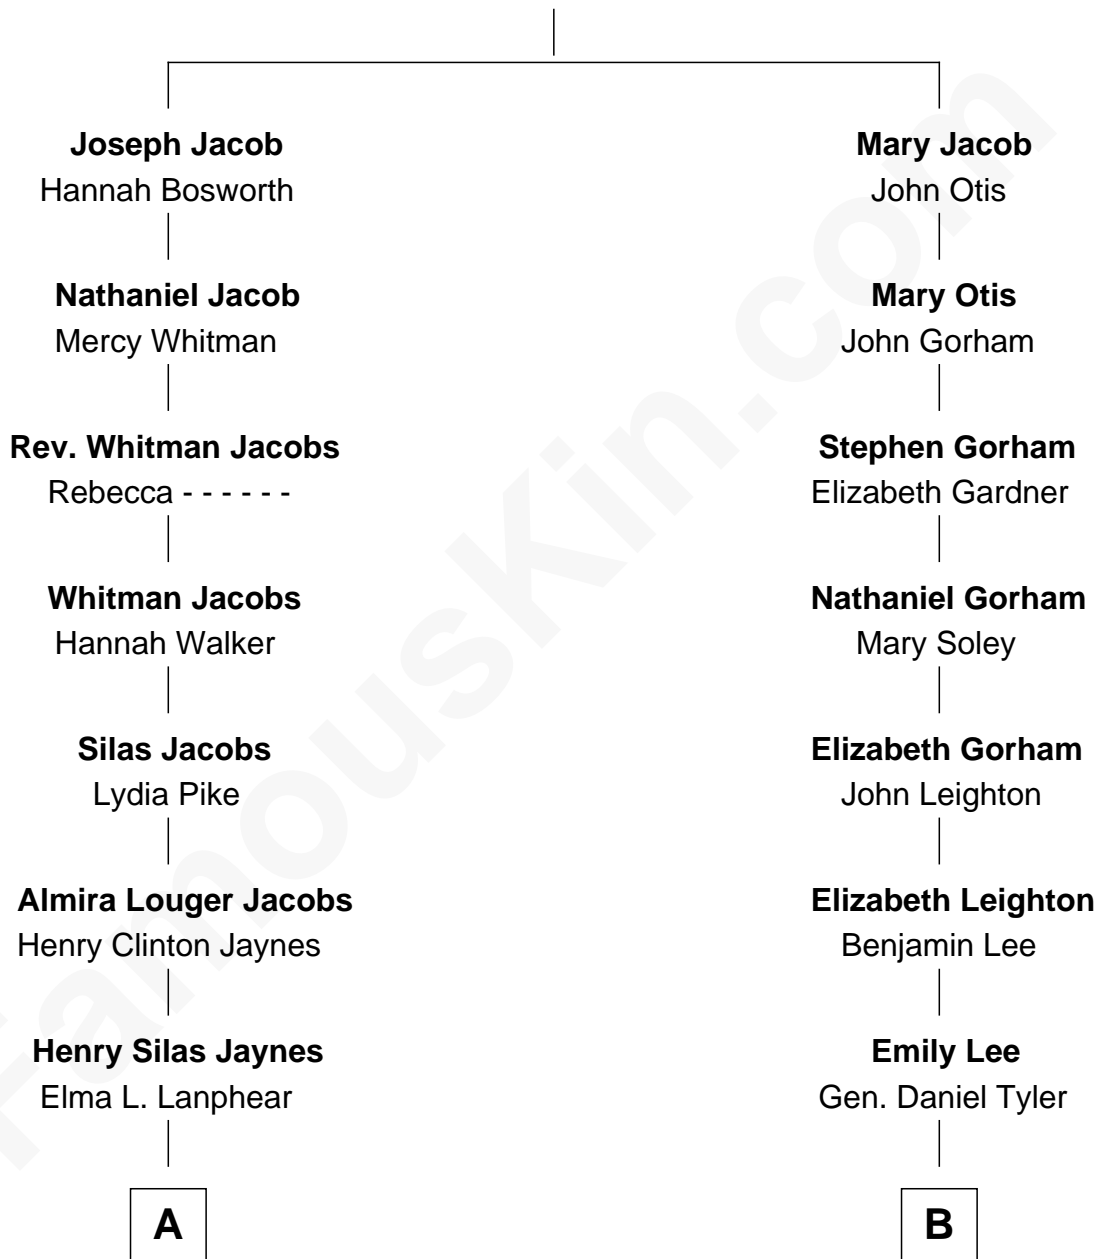 Joseph Jacob
Hannah Bosworth
Nathaniel Jacob
Mercy Whitman
Rev. Whitman Jacobs
Rebecca - - - - - -
Whitman Jacobs
Hannah Walker
Silas Jacobs
Lydia Pike
Almira Louger Jacobs
Henry Clinton Jaynes
Henry Silas Jaynes
Elma L. Lanphear
A
Mary Jacob
John Otis
Mary Otis
John Gorham
Stephen Gorham
Elizabeth Gardner
Nathaniel Gorham
Mary Soley
Elizabeth Gorham
John Leighton
Elizabeth Leighton
Benjamin Lee
Emily Lee
Gen. Daniel Tyler
B
FamousKin.com